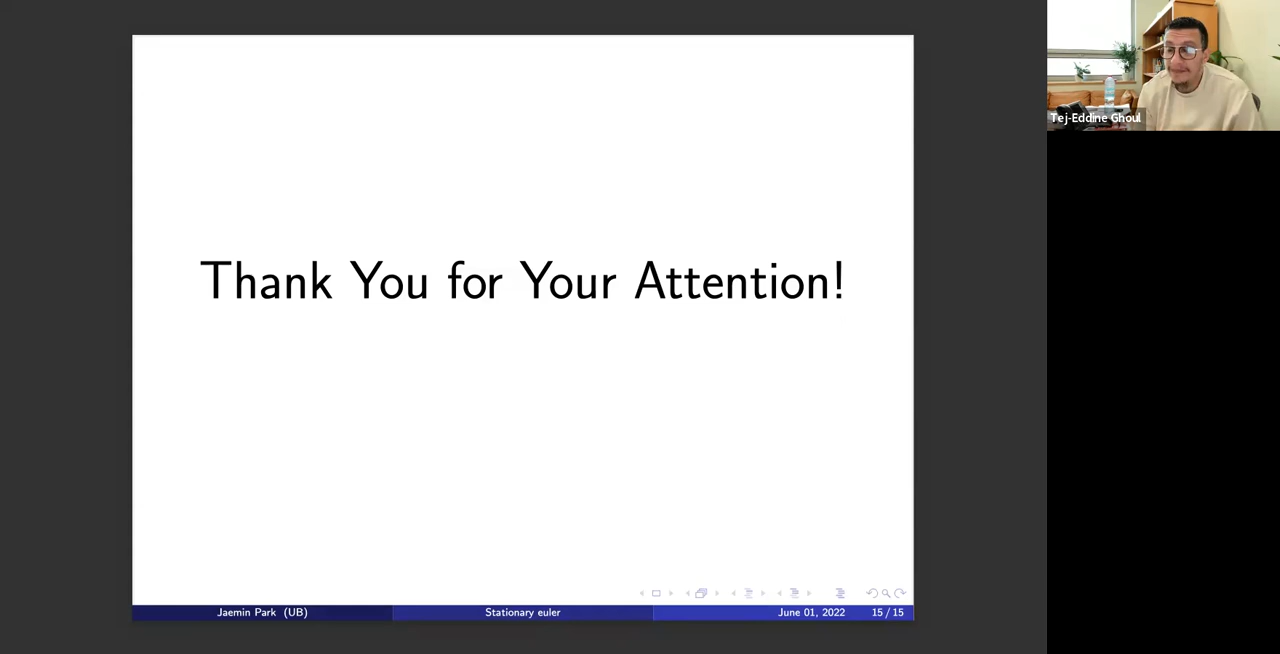 Thank You for Your Attention!
Jaemin Park (UB)
Stationary euler
June 01, 2022
15 / 15
Tej-Eddine Ghoul